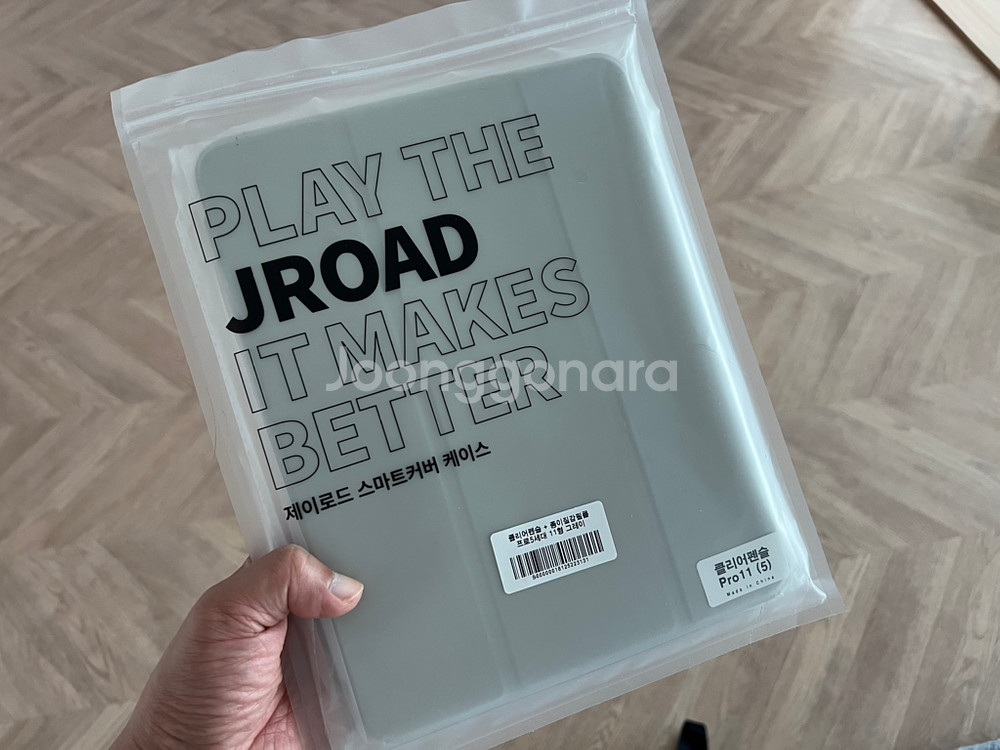 PLAY THE
JROAD
IT MAKES
BETTER
Joonggonara
제이로드 스마트커버 케이스
클리어펜슬 + 종이질감필름
프로5세대 11형 그레이
클리어펜슬
Pro11 (5)
Made in China